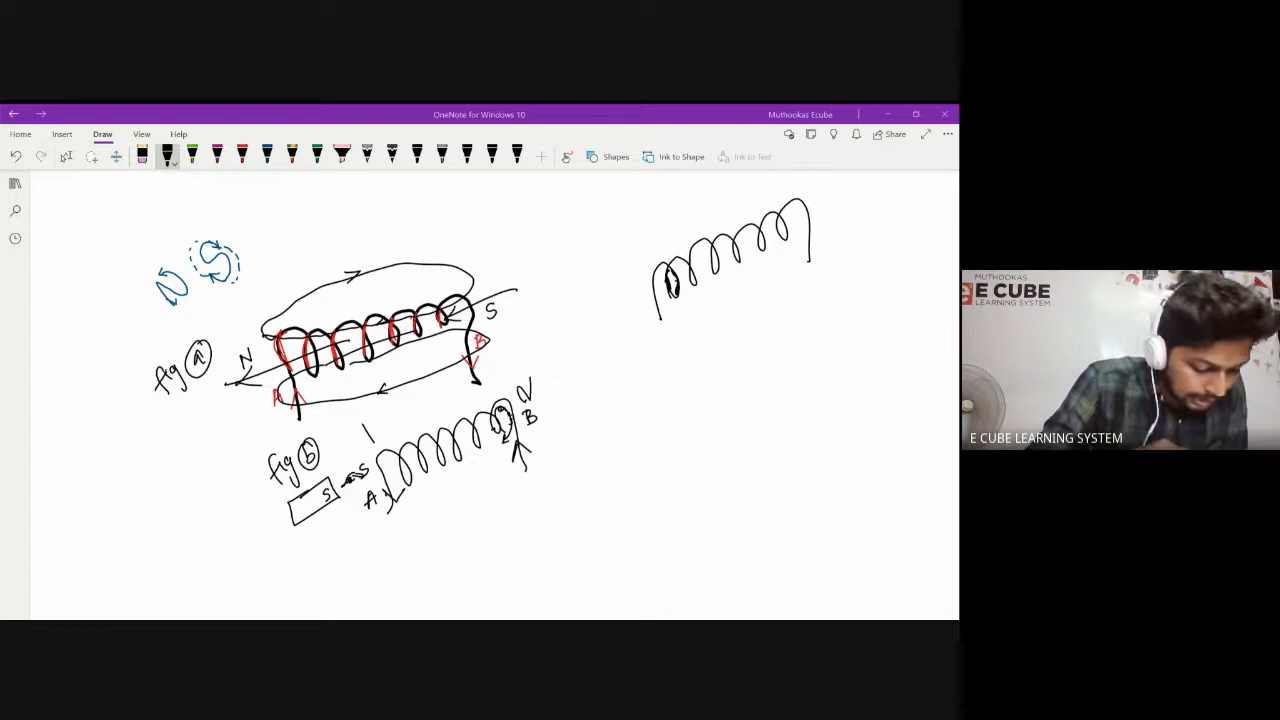 OneNote for Windows 10
Muthookas Ecube
Home Insert Draw View Help
Share
Shapes
Ink to Shape
Ink to Text
N S
fig a
N
S
A
B
fig b
S
S
A
N
B
MUTHOOKAS
E CUBE
LEARNING SYSTEM
E CUBE LEARNING SYSTEM